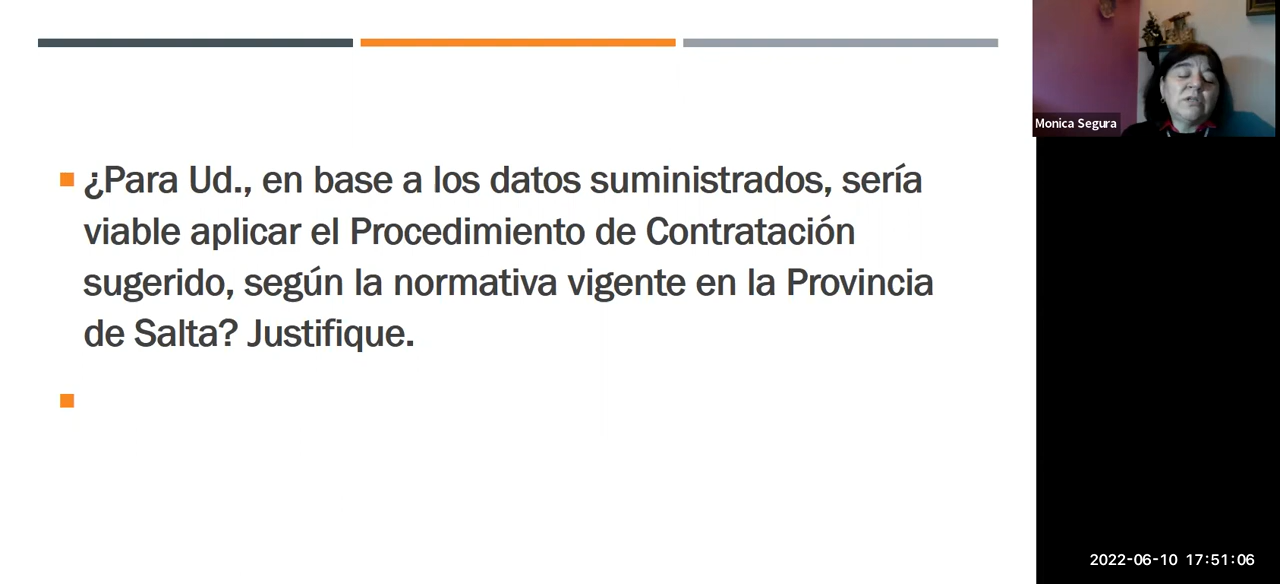 ¿Para Ud., en base a los datos suministrados, sería
viable aplicar el Procedimiento de Contratación
sugerido, según la normativa vigente en la Provincia
de Salta? Justifique.
Monica Segura
2022-06-10 17:51:06